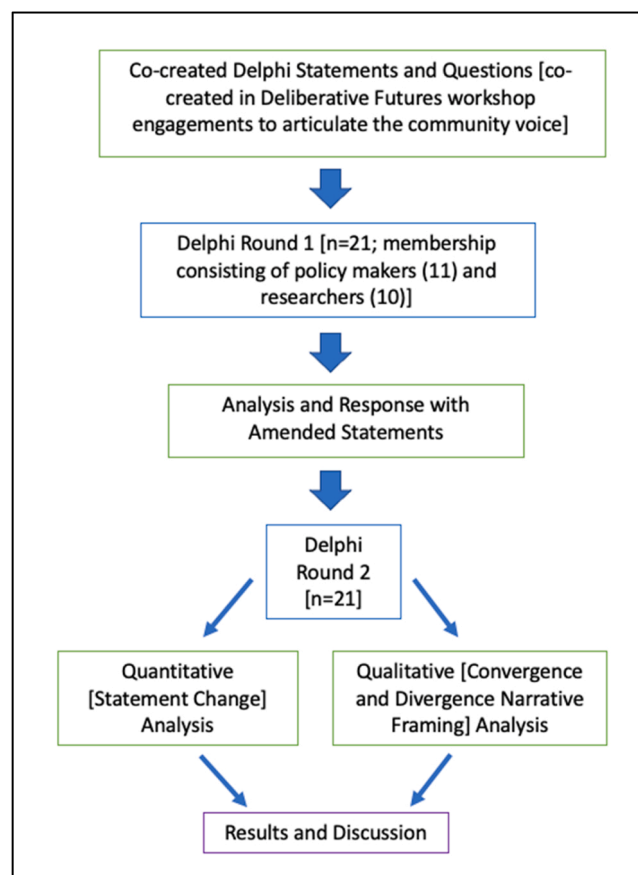 Co-created Delphi Statements and Questions [co-
created in Deliberative Futures workshop
engagements to articulate the community voice]
Delphi Round 1 [n=21; membership
consisting of policy makers (11) and
researchers (10)]
Analysis and Response with
Amended Statements
Delphi
Round 2
[n=21]
Quantitative
[Statement Change]
Analysis
Qualitative [Convergence
and Divergence Narrative
Framing] Analysis
Results and Discussion